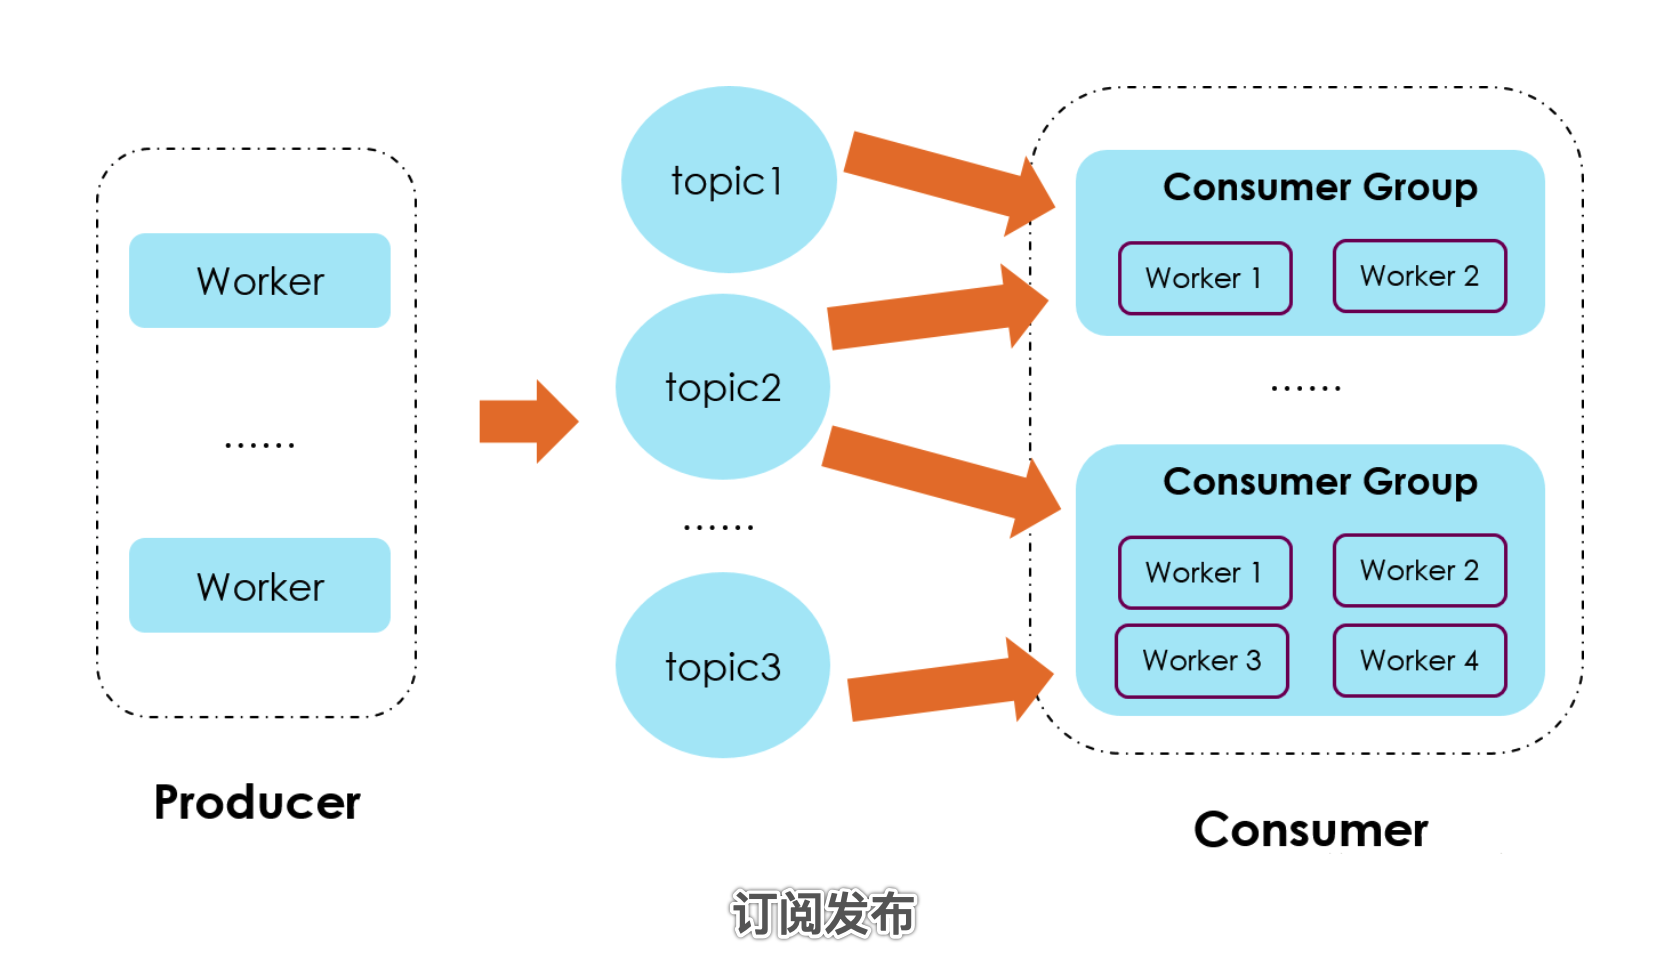 Worker
……
Worker
Producer
topic1
topic2
……
topic3
Consumer Group
Worker 1
Worker 2
……
Consumer Group
Worker 1
Worker 2
Worker 3
Worker 4
Consumer
订阅发布